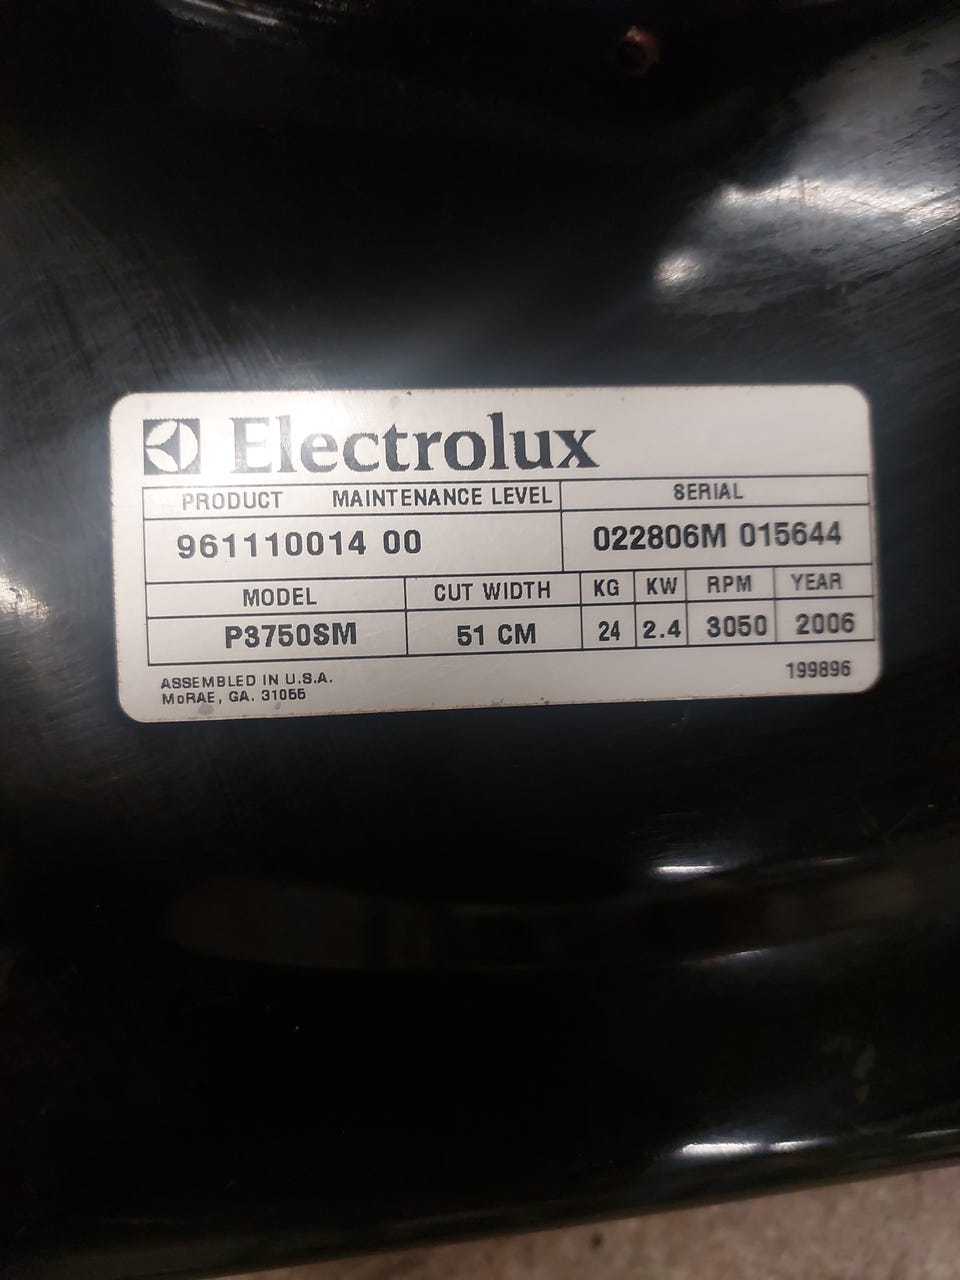 Electrolux
PRODUCT MAINTENANCE LEVEL SERIAL
961110014 00 022806M 015644
MODEL CUT WIDTH KG KW RPM YEAR
P3750SM 51 CM 24 2.4 3050 2006
ASSEMBLED IN U.S.A. 199896
McRAE, GA. 31055